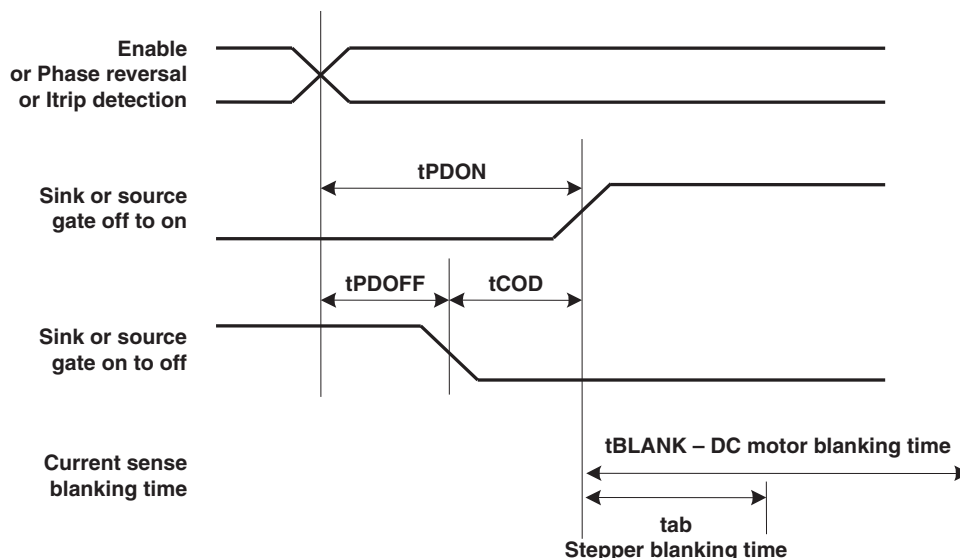 Enable
or Phase reversal
or Itrip detection
tPDON
Sink or source
gate off to on
tPDOFF
tCOD
Sink or source
gate on to off
tBLANK – DC motor blanking time
Current sense
blanking time
tab
Stepper blanking time